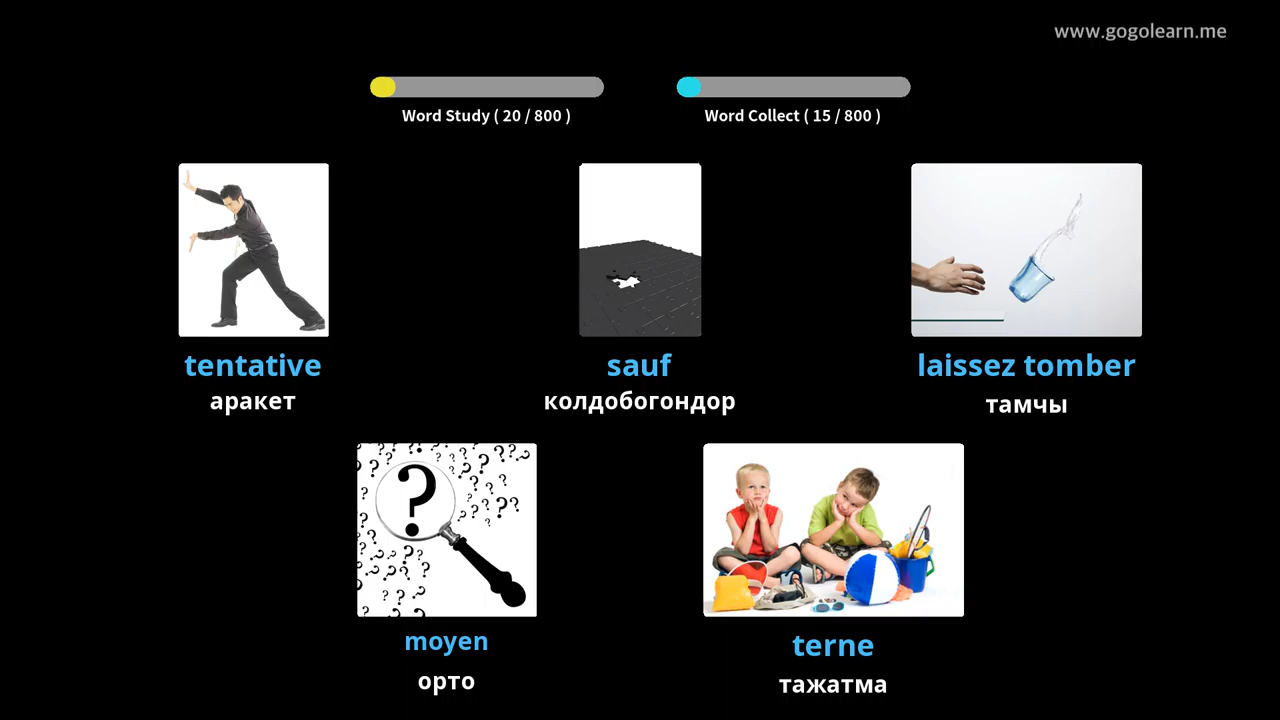 www.gogolearn.me
Word Study ( 20 / 800 )
Word Collect ( 15 / 800 )
tentative
аракет
sauf
колдобогондор
laissez tomber
тамчы
moyen
орто
terne
тажатма